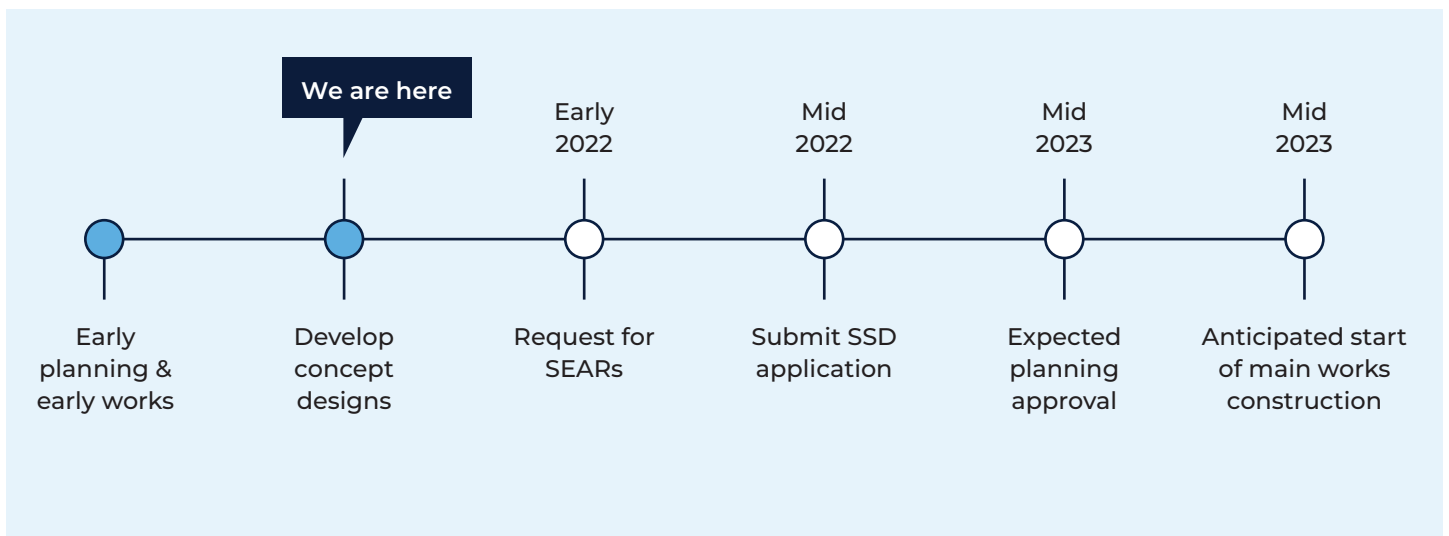 We are here
Early
2022
Mid
2022
Mid
2023
Mid
2023
Early
planning &
early works
Develop
concept
designs
Request for
SEARs
Submit SSD
application
Expected
planning
approval
Anticipated start
of main works
construction